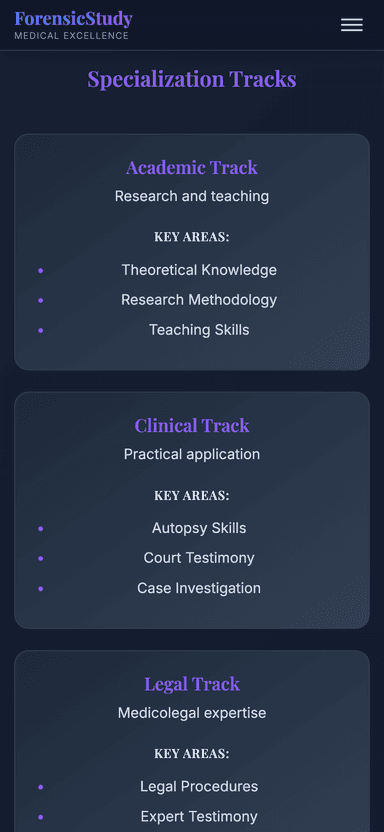 ForensicStudy
MEDICAL EXCELLENCE
Specialization Tracks
Academic Track
Research and teaching
KEY AREAS:
• Theoretical Knowledge
• Research Methodology
• Teaching Skills
Clinical Track
Practical application
KEY AREAS:
• Autopsy Skills
• Court Testimony
• Case Investigation
Legal Track
Medicolegal expertise
KEY AREAS:
• Legal Procedures
• Expert Testimony